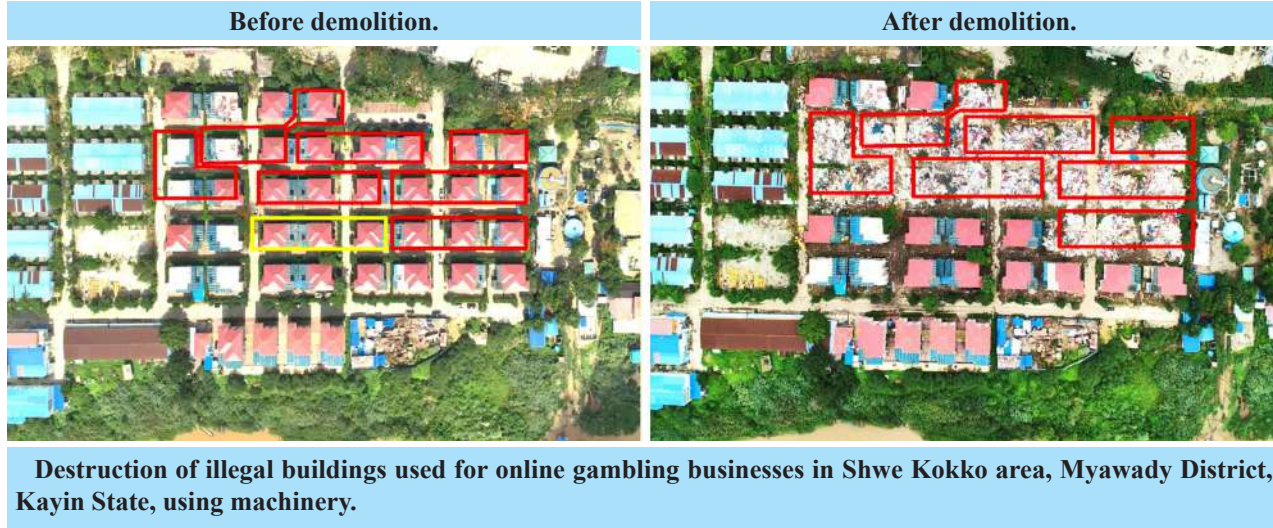 Before demolition.
After demolition.
Destruction of illegal buildings used for online gambling businesses in Shwe Kokko area, Myawady District,
Kayin State, using machinery.